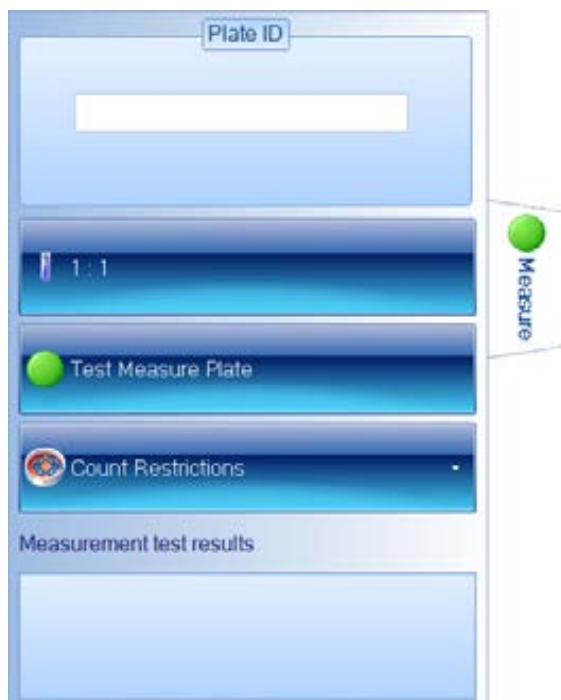 Plate ID
1 : 1
Measure
Test Measure Plate
Count Restrictions
Measurement test results